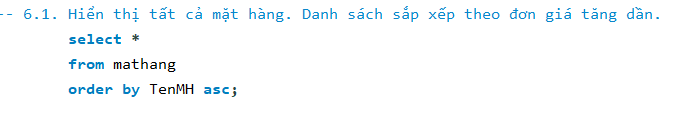 -- 6.1. Hiển thị tất cả mặt hàng. Danh sách sắp xếp theo đơn giá tăng dần.
select *
from mathang
order by TenMH asc;